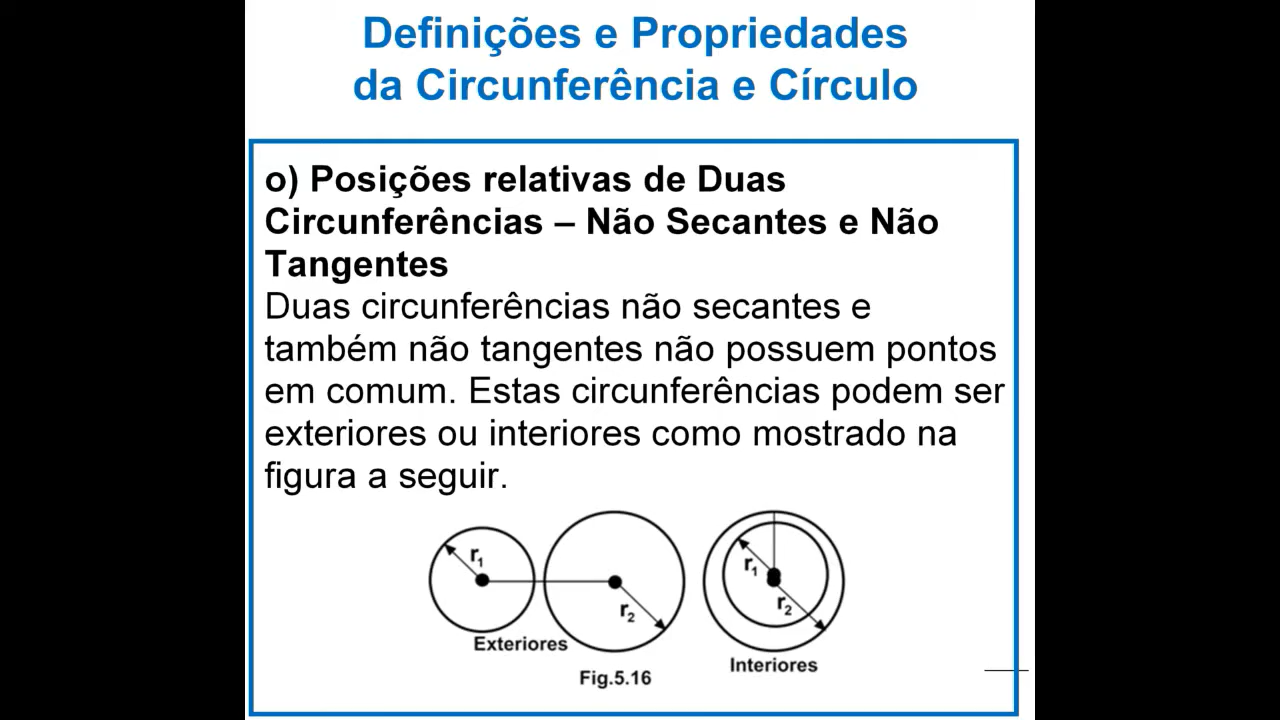 Definições e Propriedades
da Circunferência e Círculo
o) Posições relativas de Duas
Circunferências – Não Secantes e Não
Tangentes
Duas circunferências não secantes e
também não tangentes não possuem pontos
em comum. Estas circunferências podem ser
exteriores ou interiores como mostrado na
figura a seguir.
r₁
r₂
Exteriores
r₁
r₂
Interiores
Fig.5.16